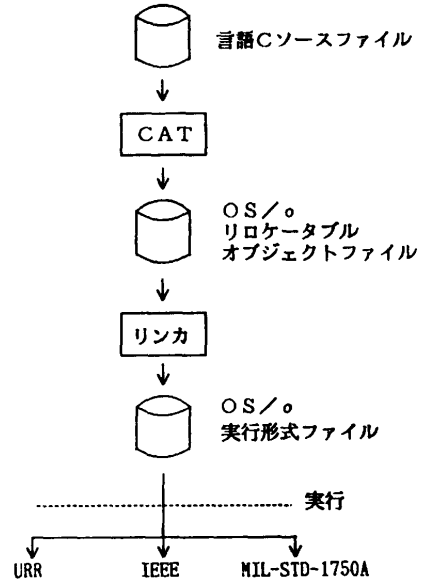 言語Cソースファイル
CAT
OS/o
リロケータブル
オブジェクトファイル
リンカ
OS/o
実行形式ファイル
実行
URR IEEE MIL-STD-1750A